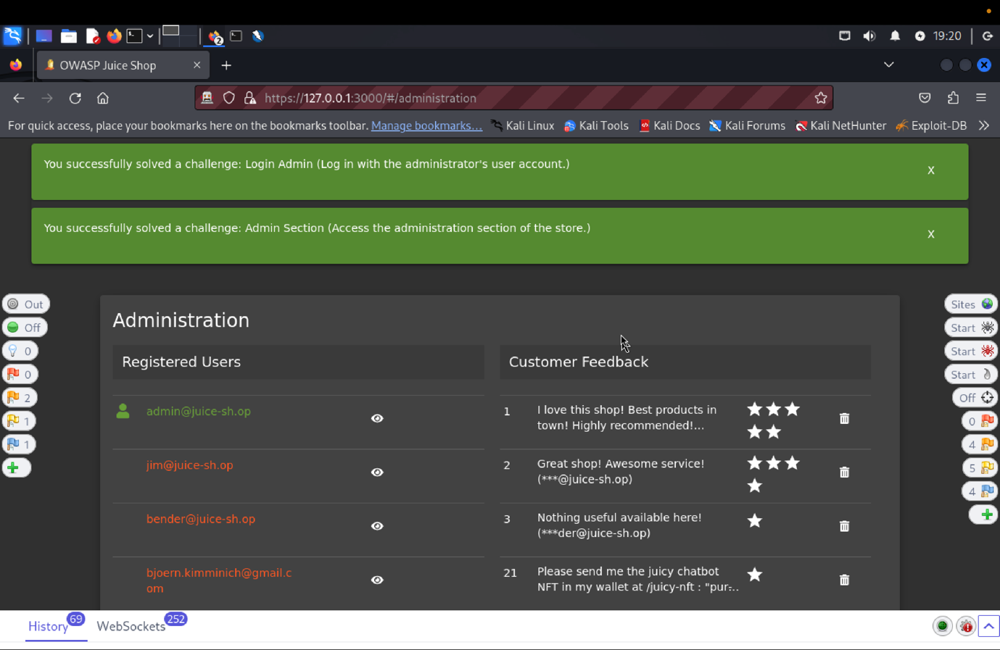 19:20
OWASP Juice Shop
https://127.0.0.1:3000/#/administration
For quick access, place your bookmarks here on the bookmarks toolbar. Manage bookmarks... Kali Linux Kali Tools Kali Docs Kali Forums Kali NetHunter Exploit-DB
You successfully solved a challenge: Login Admin (Log in with the administrator's user account.)
X
You successfully solved a challenge: Admin Section (Access the administration section of the store.)
X
Out
Off
0
0
2
1
1
Sites
Start
Start
Start
Off
0
4
5
4
Administration
Registered Users
admin@juice-sh.op
jim@juice-sh.op
bender@juice-sh.op
bjoern.kimminich@gmail.c
om
Customer Feedback
1
I love this shop! Best products in
town! Highly recommended!...
2
Great shop! Awesome service!
(***@juice-sh.op)
3
Nothing useful available here!
(***der@juice-sh.op)
21
Please send me the juicy chatbot
NFT in my wallet at /juicy-nft : "pur-...
History 69 WebSockets 252